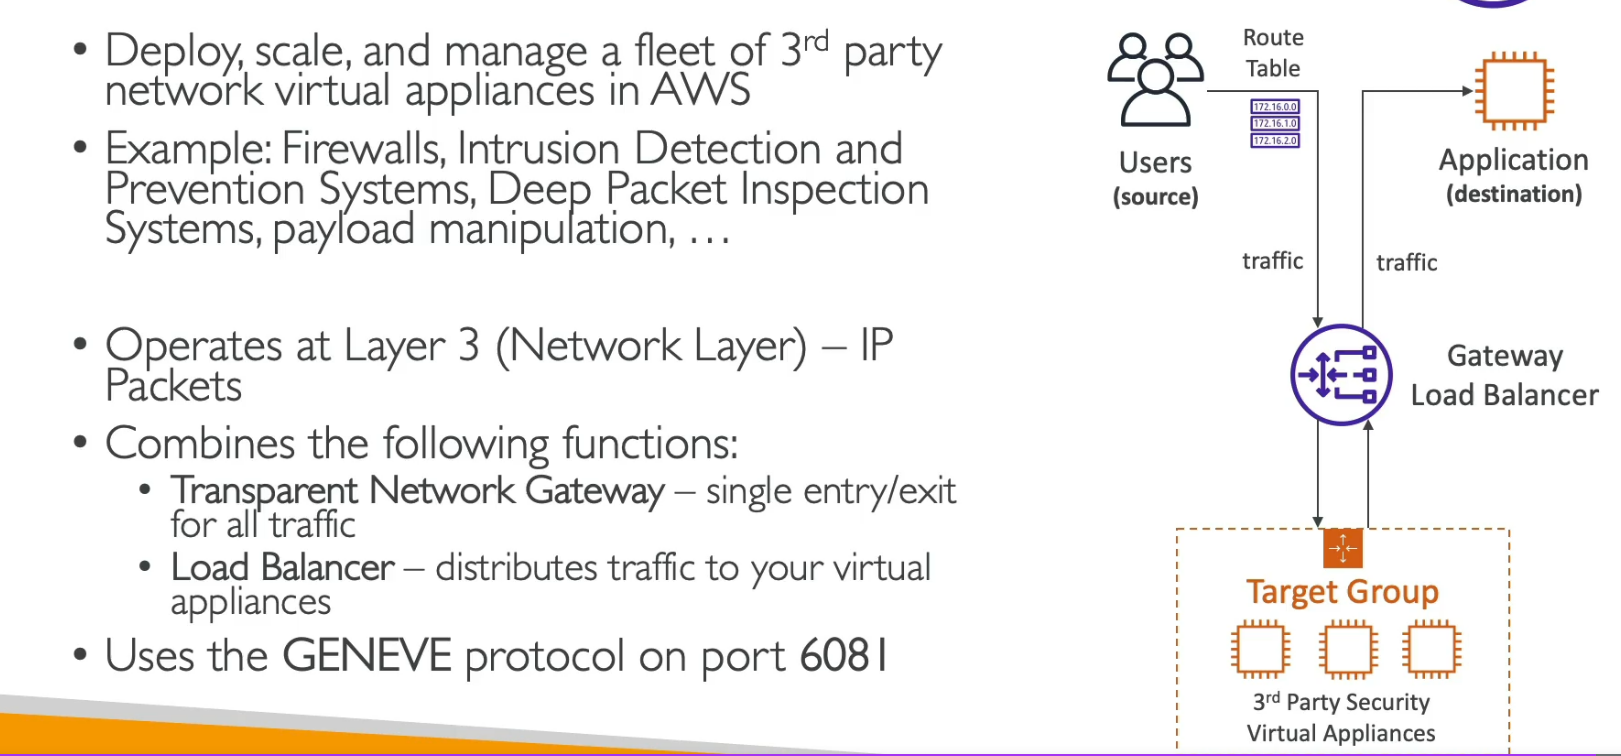 • Deploy, scale, and manage a fleet of 3rd party
network virtual appliances in AWS
• Example: Firewalls, Intrusion Detection and
Prevention Systems, Deep Packet Inspection
Systems, payload manipulation, …
• Operates at Layer 3 (Network Layer) – IP
Packets
• Combines the following functions:
• Transparent Network Gateway – single entry/exit
for all traffic
• Load Balancer – distributes traffic to your virtual
appliances
• Uses the GENEVE protocol on port 6081
Users
(source)
Route
Table
172.16.0.0
172.16.1.0
172.16.2.0
Application
(destination)
traffic
traffic
Gateway
Load Balancer
Target Group
3rd Party Security
Virtual Appliances